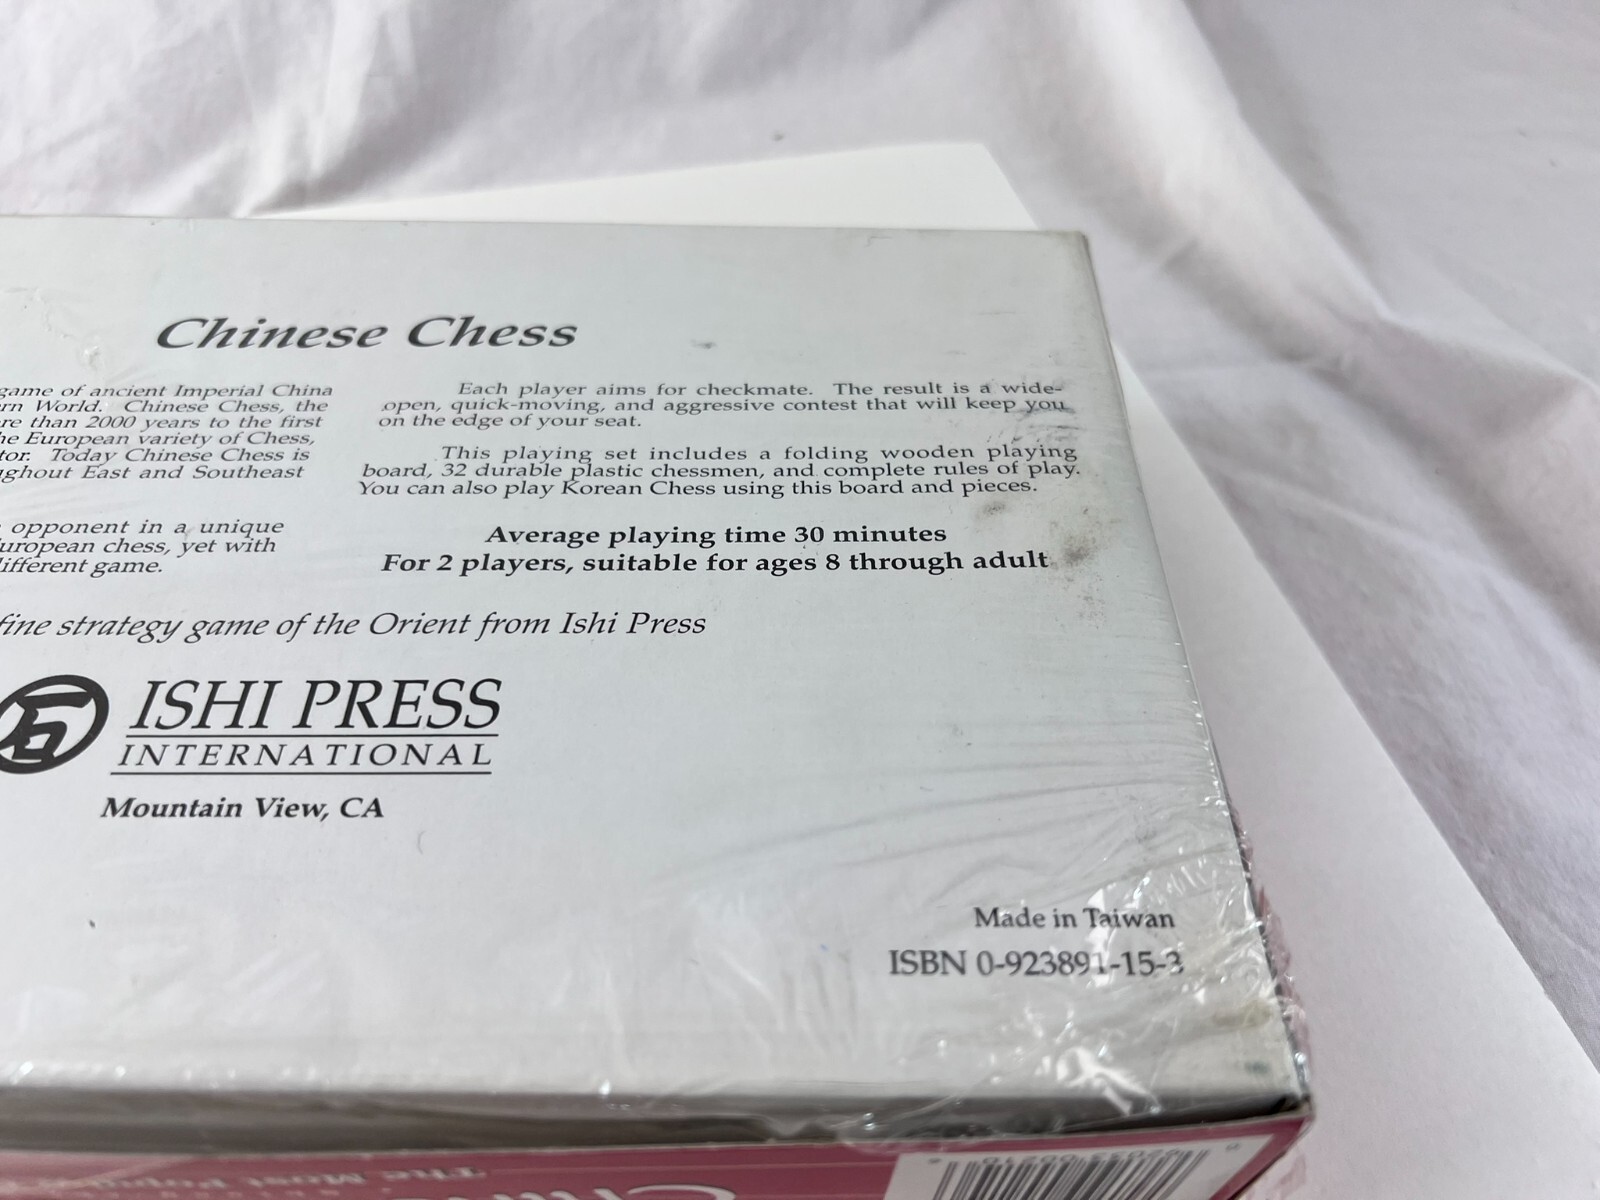 Chinese Chess
game of ancient Imperial China
World. Chinese Chess, the
than 2000 years to the first
European variety of Chess,
Today Chinese Chess is
East and Southeast
opponent in a unique
chess, yet with
game.
Each player aims for checkmate. The result is a wide-
open, quick-moving, and aggressive contest that will keep you
on the edge of your seat.
This playing set includes a folding wooden playing
board, 32 durable plastic chessmen, and complete rules of play.
You can also play Korean Chess using this board and pieces.
Average playing time 30 minutes
For 2 players, suitable for ages 8 through adult
fine strategy game of the Orient from Ishi Press
ISHI PRESS
INTERNATIONAL
Mountain View, CA
Made in Taiwan
ISBN 0-923891-15-3
The Most